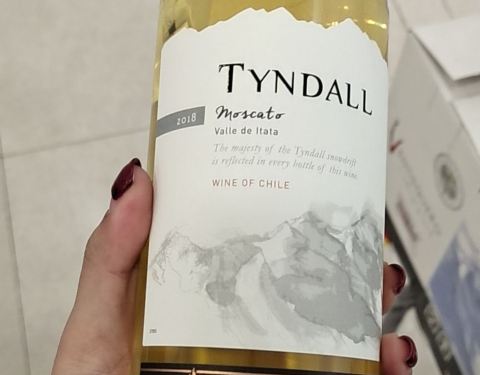 TYNDALL
2018
Moscato
Valle de Itata
The majesty of the Tyndall snowdrift
is reflected in every bottle of this wine.
WINE OF CHILE